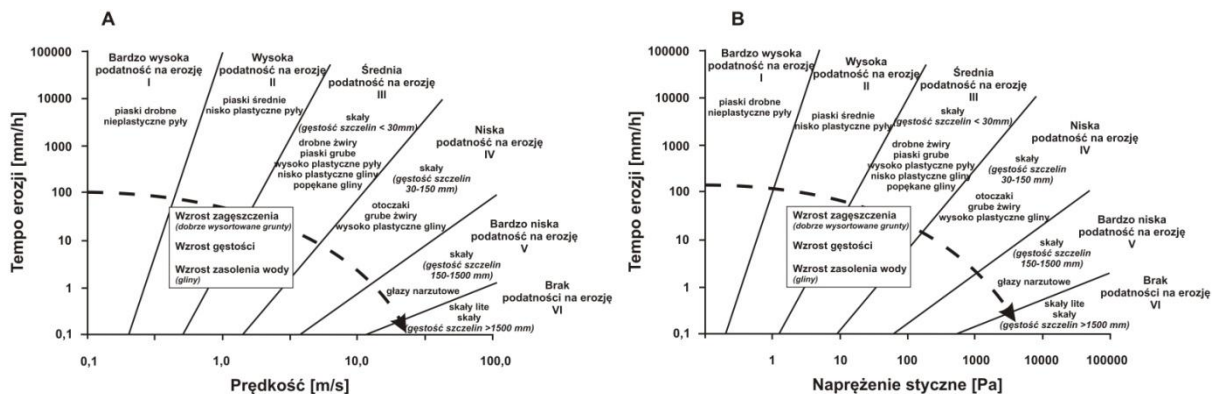 A
Tempo erozji [mm/h]
100000
10000
1000
100
10
1
0,1
Bardzo wysoka
podatność na erozję
I
piaski drobne
nieplastyczne pyły
Wysoka
podatność na erozję
II
piaski średnie
nisko plastyczne pyły
Średnia
podatność na erozję
III
skały
(gęstość szczelin < 30mm)
drobne żwiry
piaski grube
wysoko plastyczne pyły
nisko plastyczne gliny
popękane gliny
Niska
podatność na erozję
IV
skały
(gęstość szczelin
30-150 mm)
otoczaki
grube żwiry
wysoko plastyczne gliny
Bardzo niska
podatność na erozję
V
skały
(gęstość szczelin
150-1500 mm)
głazy narzutowe
Brak
podatności na erozję
VI
skały lite
skały
(gęstość szczelin >1500 mm)
Wzrost zagęszczenia
(dobrze wysortowane grunty)
Wzrost gęstości
Wzrost zasolenia wody
(gliny)
0,1
1,0
10,0
100,0
Prędkość [m/s]
B
Tempo erozji [mm/h]
100000
10000
1000
100
10
1
0,1
Bardzo wysoka
podatność na erozję
I
piaski drobne
nieplastyczne pyły
Wysoka
podatność na erozję
II
piaski średnie
nisko plastyczne pyły
Średnia
podatność na erozję
III
skały
(gęstość szczelin <30mm)
drobne żwiry
piaski grube
wysoko plastyczne pyły
nisko plastyczne gliny
popękane gliny
Niska
podatność na erozję
IV
skały
(gęstość szczelin
30-150 mm)
otoczaki
grube żwiry
wysoko plastyczne gliny
Bardzo niska
podatność na erozję
V
skały
(gęstość szczelin
150-1500 mm)
głazy narzutowe
Brak
podatności na erozję
VI
skały lite
skały
(gęstość szczelin >1500 mm)
Wzrost zagęszczenia
(dobrze wysortowane grunty)
Wzrost gęstości
Wzrost zasolenia wody
(gliny)
1
10
100
1000
10000
100000
Naprężenie styczne [Pa]